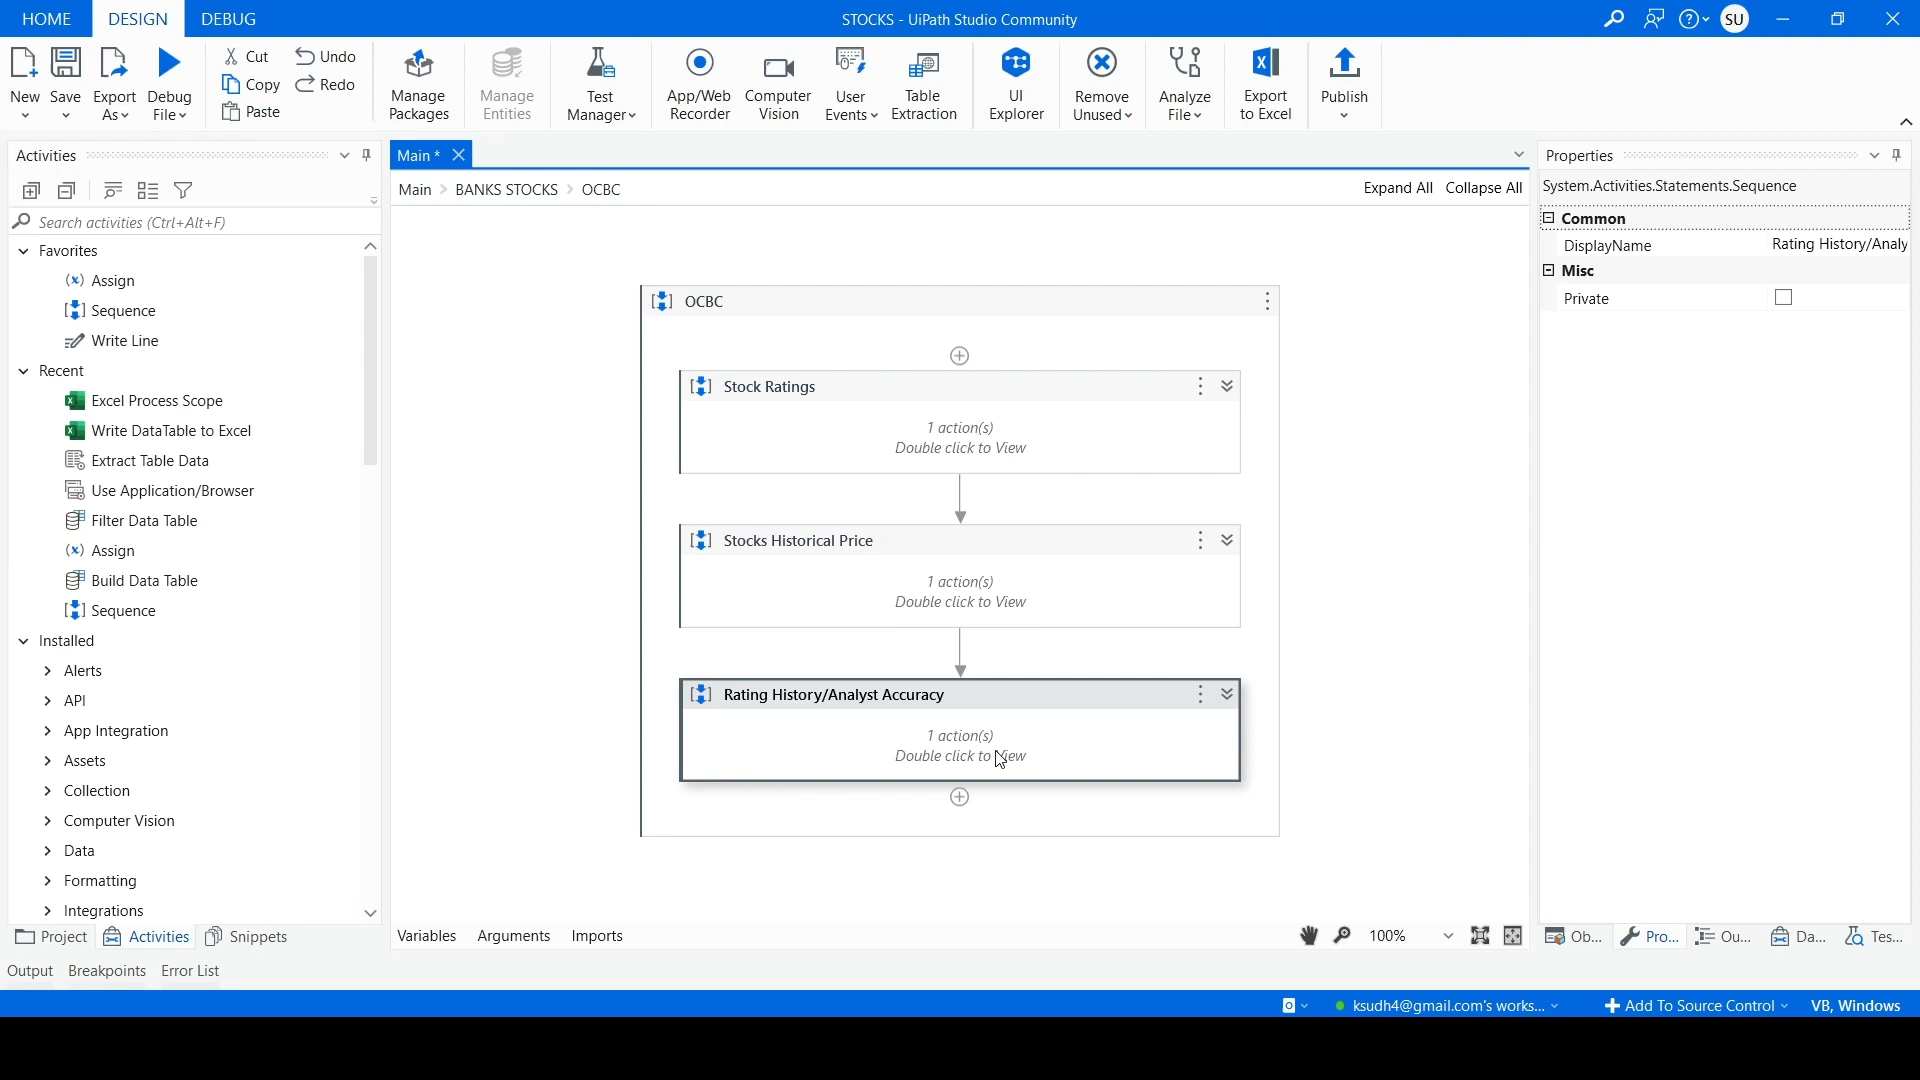 HOME DESIGN DEBUG STOCKS - UiPath Studio Community SU
New Save Export As Debug File
Cut Copy Paste Undo Redo
Manage Packages
Manage Entities
Test Manager
App/Web Recorder
Computer Vision
User Events
Table Extraction
UI Explorer
Remove Unused
Analyze File
Export to Excel
Publish
Activities
Search activities (Ctrl+Alt+F)
Favorites
Assign
Sequence
Write Line
Recent
Excel Process Scope
Write DataTable to Excel
Extract Table Data
Use Application/Browser
Filter Data Table
Assign
Build Data Table
Sequence
Installed
Alerts
API
App Integration
Assets
Collection
Computer Vision
Data
Formatting
Integrations
Project Activities Snippets
Main *
Main > BANKS STOCKS > OCBC Expand All Collapse All
OCBC
Stock Ratings
1 action(s)
Double click to View
Stocks Historical Price
1 action(s)
Double click to View
Rating History/Analyst Accuracy
1 action(s)
Double click to View
Variables Arguments Imports 100%
Properties
System.Activities.Statements.Sequence
Common
DisplayName Rating History/Analy
Misc
Private
Ob... Pro... Ou... Da... Tes...
Output Breakpoints Error List
ksudh4@gmail.com's works... Add To Source Control VB, Windows